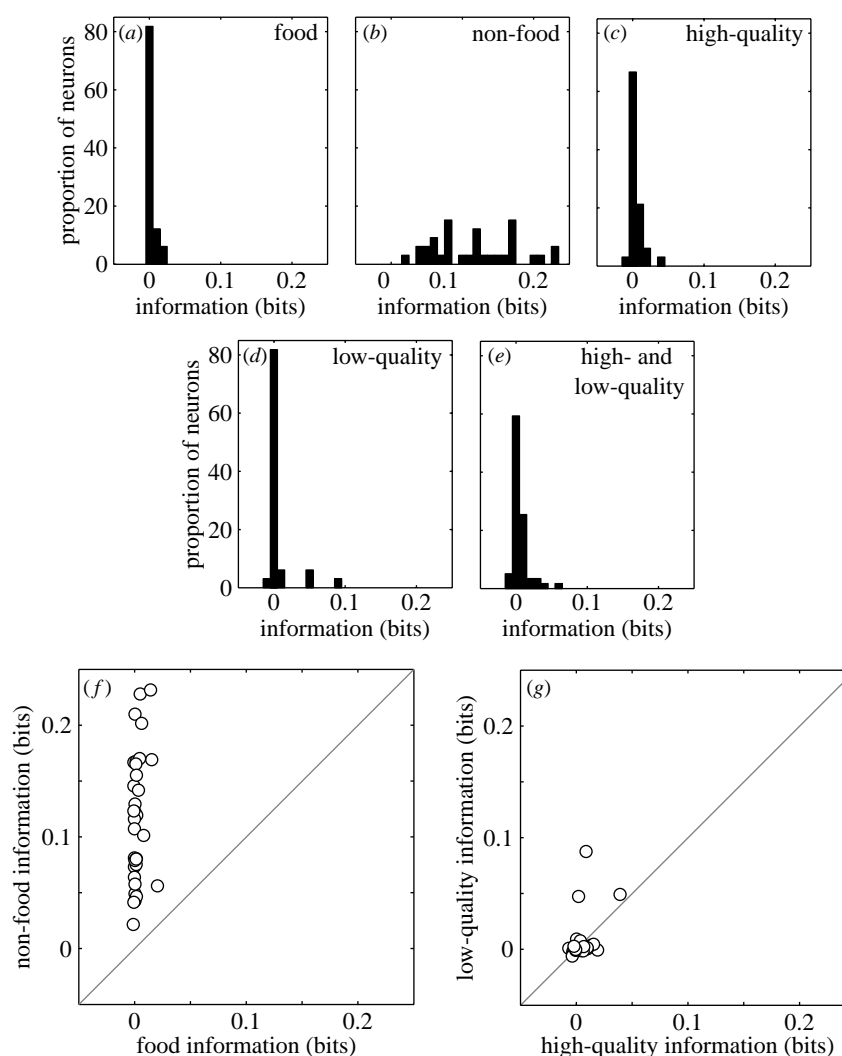 (a) food
(b) non-food
(c) high-quality
80
60
40
20
0
proportion of neurons
0 0.1 0.2
0 0.1 0.2
0 0.1 0.2
information (bits)
information (bits)
information (bits)
(d) low-quality
(e) high- and
low-quality
80
60
40
20
0
proportion of neurons
0 0.1 0.2
0 0.1 0.2
information (bits)
information (bits)
(f)
0.2
0.1
0
non-food information (bits)
0 0.1 0.2
food information (bits)
(g)
0.2
0.1
0
low-quality information (bits)
0 0.1 0.2
high-quality information (bits)